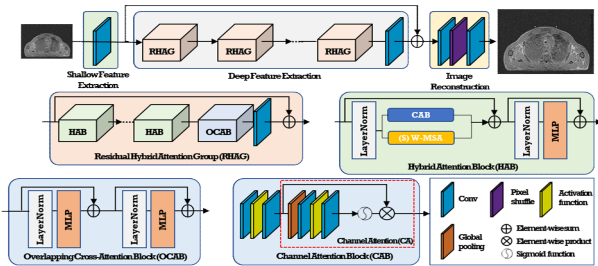 RHAG
RHAG
RHAG
Shallow Feature
Extraction
Deep Feature Extraction
Image
Reconstruction
HAB
HAB
OCAB
Residual Hybrid Attention Group (RHAG)
LayerNorm
CAB
(S) W-MSA
LayerNorm
MLP
Hybrid Attention Block (HAB)
LayerNorm
MLP
LayerNorm
MLP
Overlapping Cross-Attention Block (OCAB)
Channel Attention (CA)
Channel Attention Block (CAB)
Conv
Pixel
shuffle
Activation
function
Global
pooling
Element-wise sum
Element-wise product
Sigmoid function